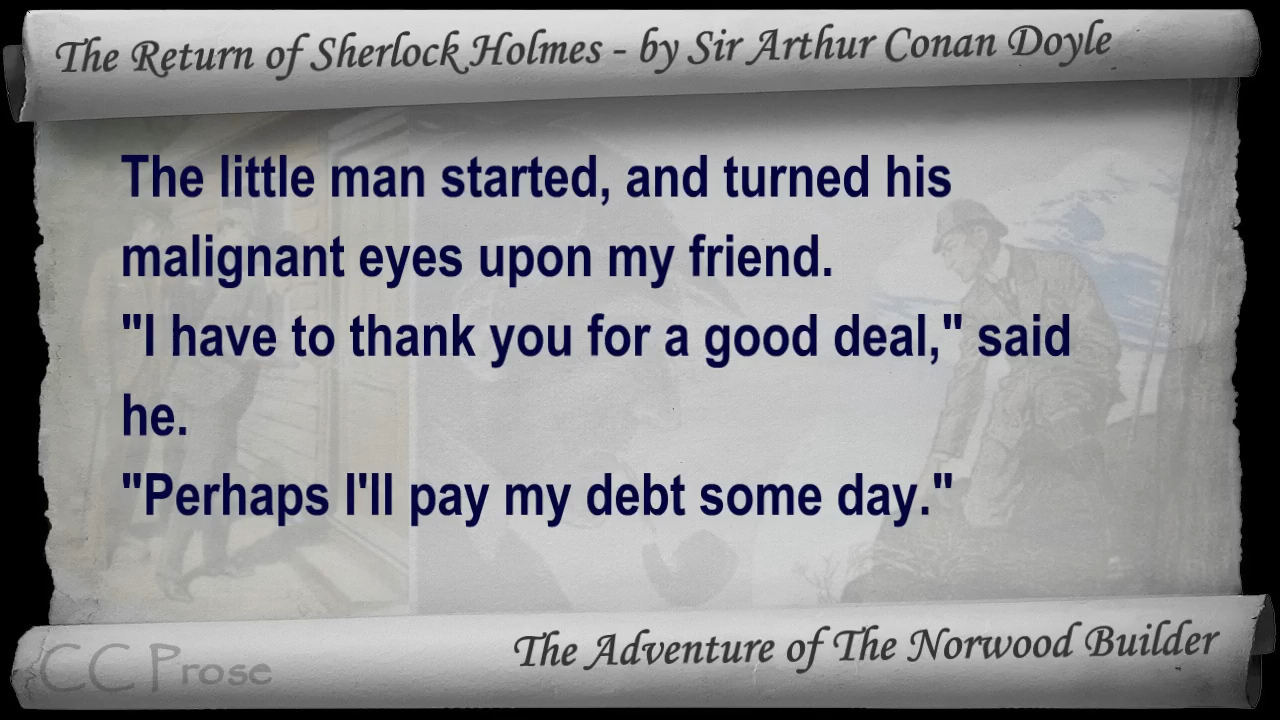 The Return of Sherlock Holmes - by Sir Arthur Conan Doyle
The little man started, and turned his
malignant eyes upon my friend.
"I have to thank you for a good deal," said
he.
"Perhaps I'll pay my debt some day."
The Adventure of The Norwood Builder
CC Prose